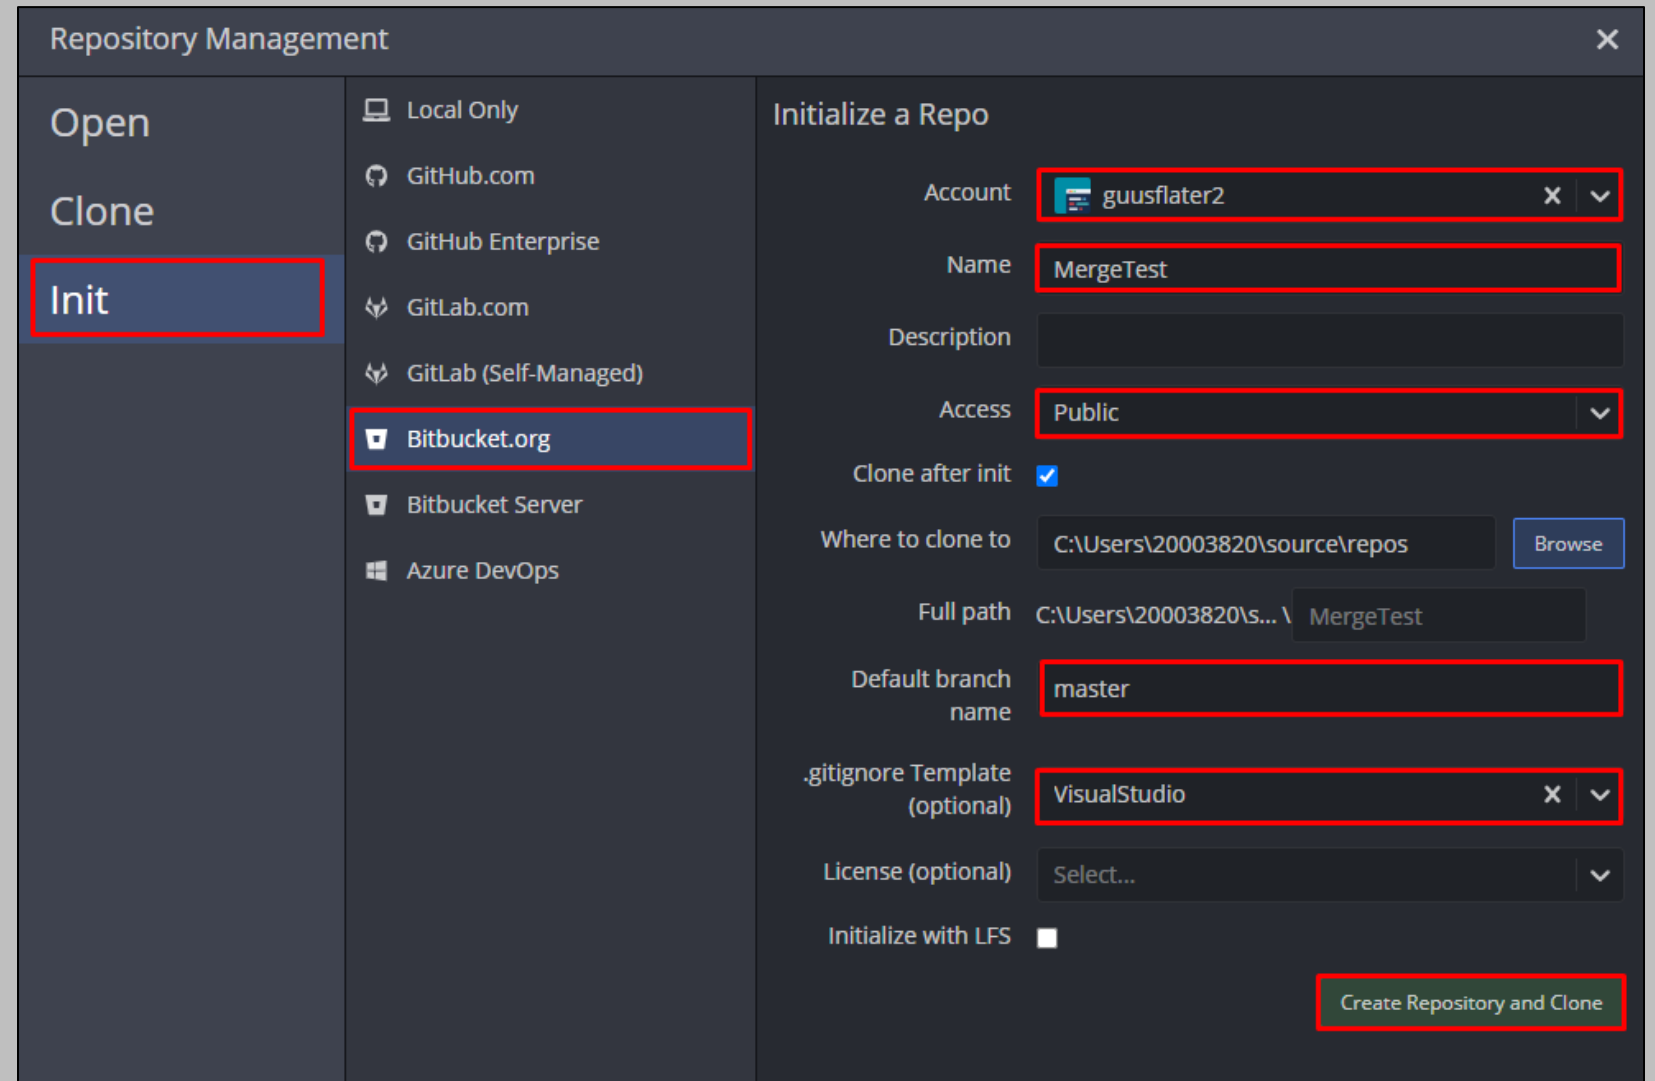 Repository Management
Open
Clone
Init
Local Only
GitHub.com
GitHub Enterprise
GitLab.com
GitLab (Self-Managed)
Bitbucket.org
Bitbucket Server
Azure DevOps
Initialize a Repo
Account guusflater2
Name MergeTest
Description
Access Public
Clone after init
Where to clone to C:\Users\20003820\source\repos Browse
Full path C:\Users\20003820\s... \ MergeTest
Default branch
name
master
.gitignore Template
(optional)
VisualStudio
License (optional) Select...
Initialize with LFS
Create Repository and Clone